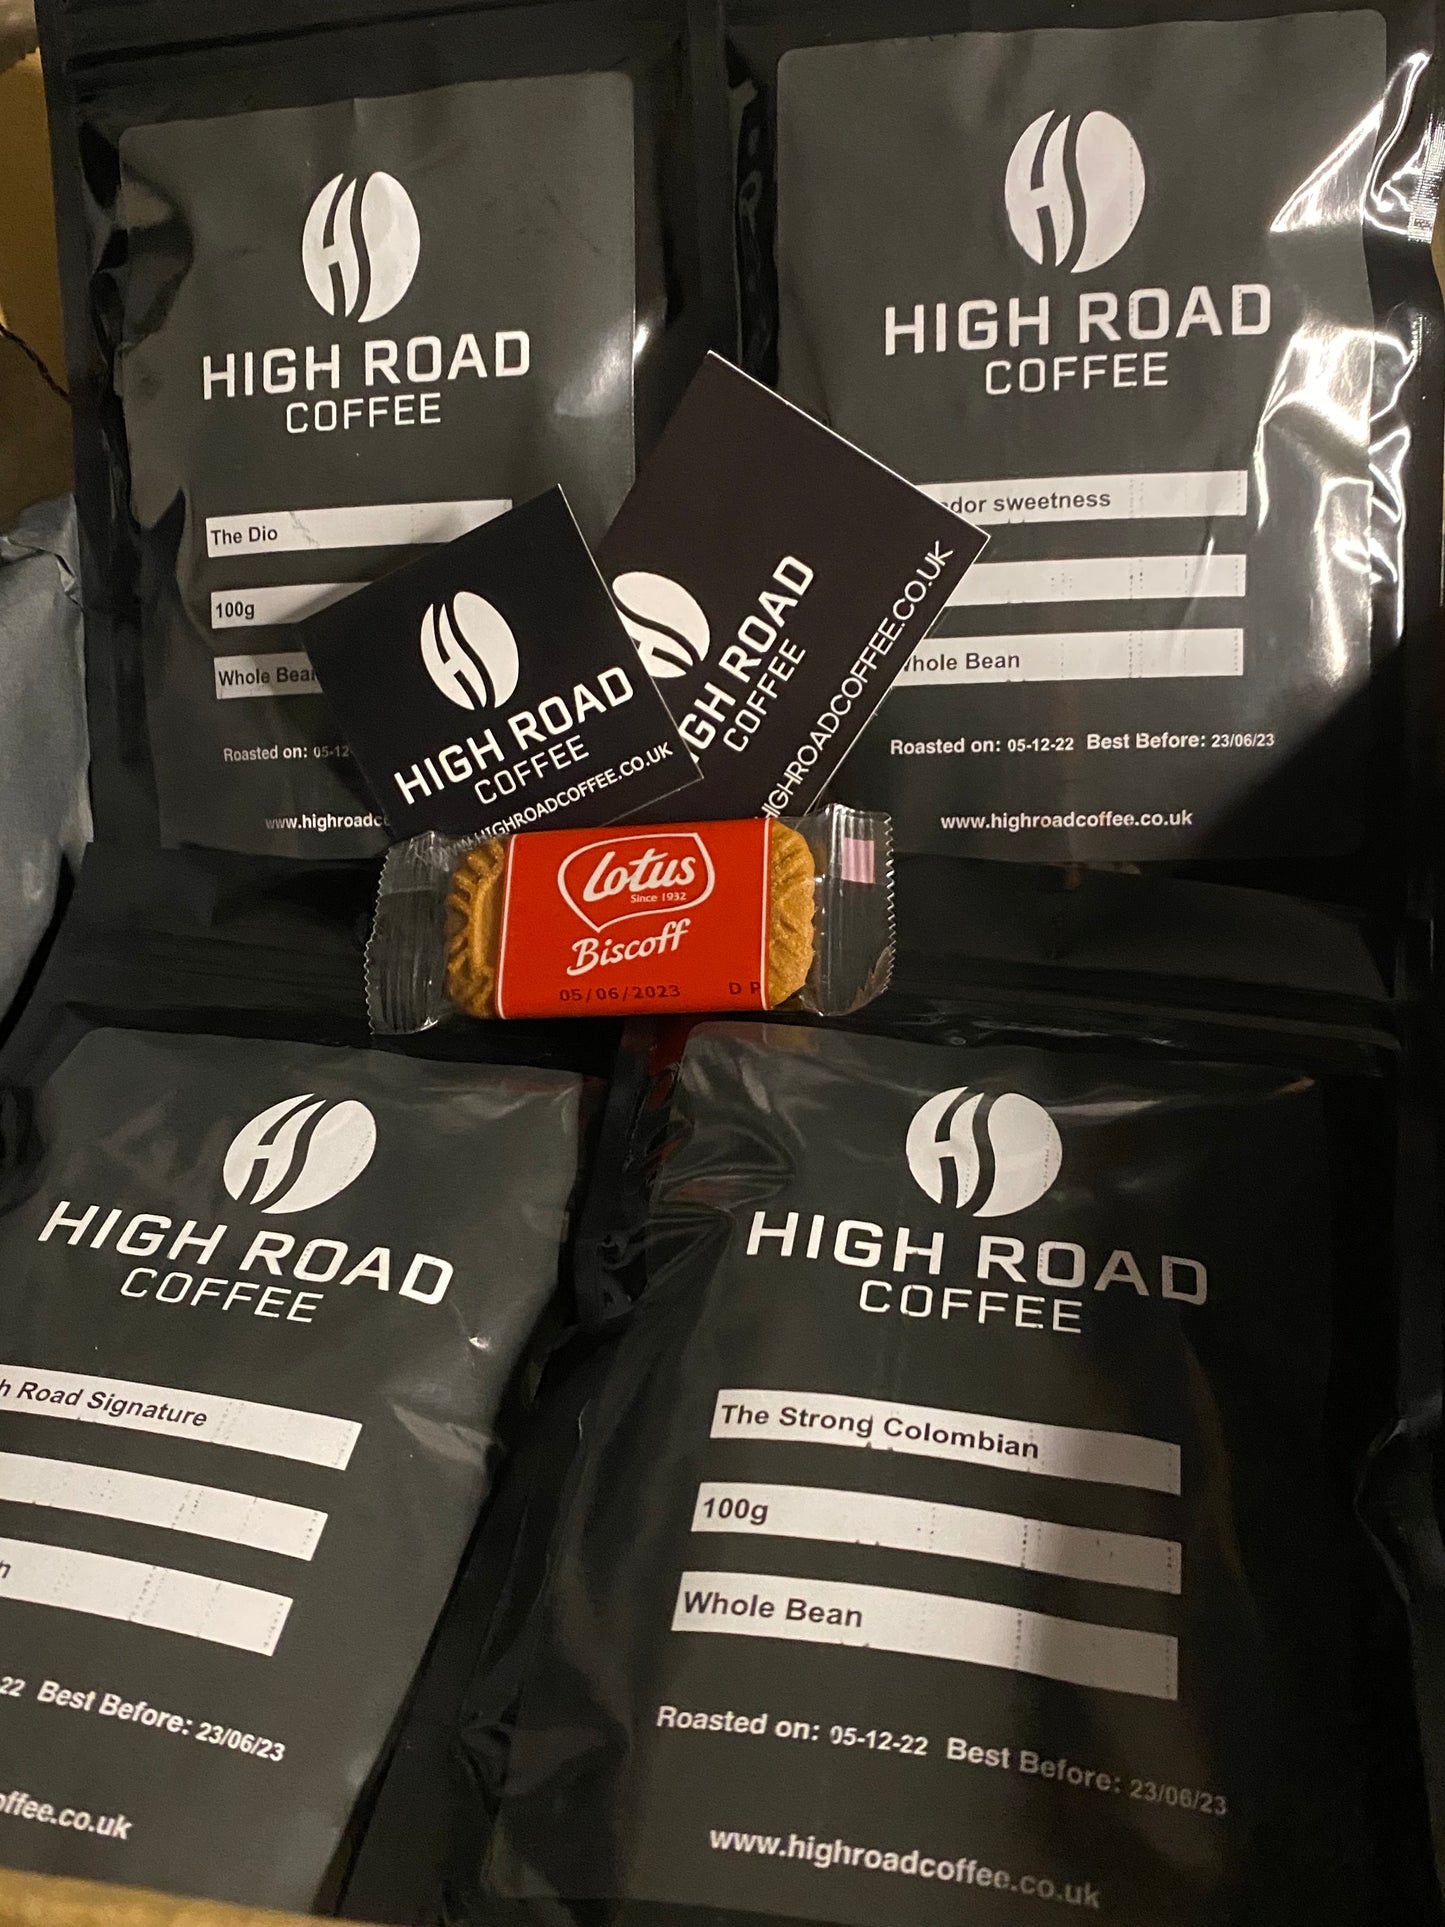 HIGH ROAD
COFFEE
The Dio
100g
Whole Bean
Roasted on: 05-12
www.highroadc
HIGH ROAD
COFFEE
sweetness
Whole Bean
Roasted on: 05-12-22 Best Before: 23/06/23
www.highroadcoffee.co.uk
HIGH ROAD
COFFEE
HIGHROADCOFFEE.CO.UK
HIGH ROAD
COFFEE
HIGHROADCOFFEE.CO.UK
Lotus
Since 1932
Biscoff
05/06/2023 D P
HIGH ROAD
COFFEE
Road Signature
22 Best Before: 23/06/23
offee.co.uk
HIGH ROAD
COFFEE
The Strong Colombian
100g
Whole Bean
Roasted on: 05-12-22 Best Before: 23/06/23
www.highroadcoffee.co.uk